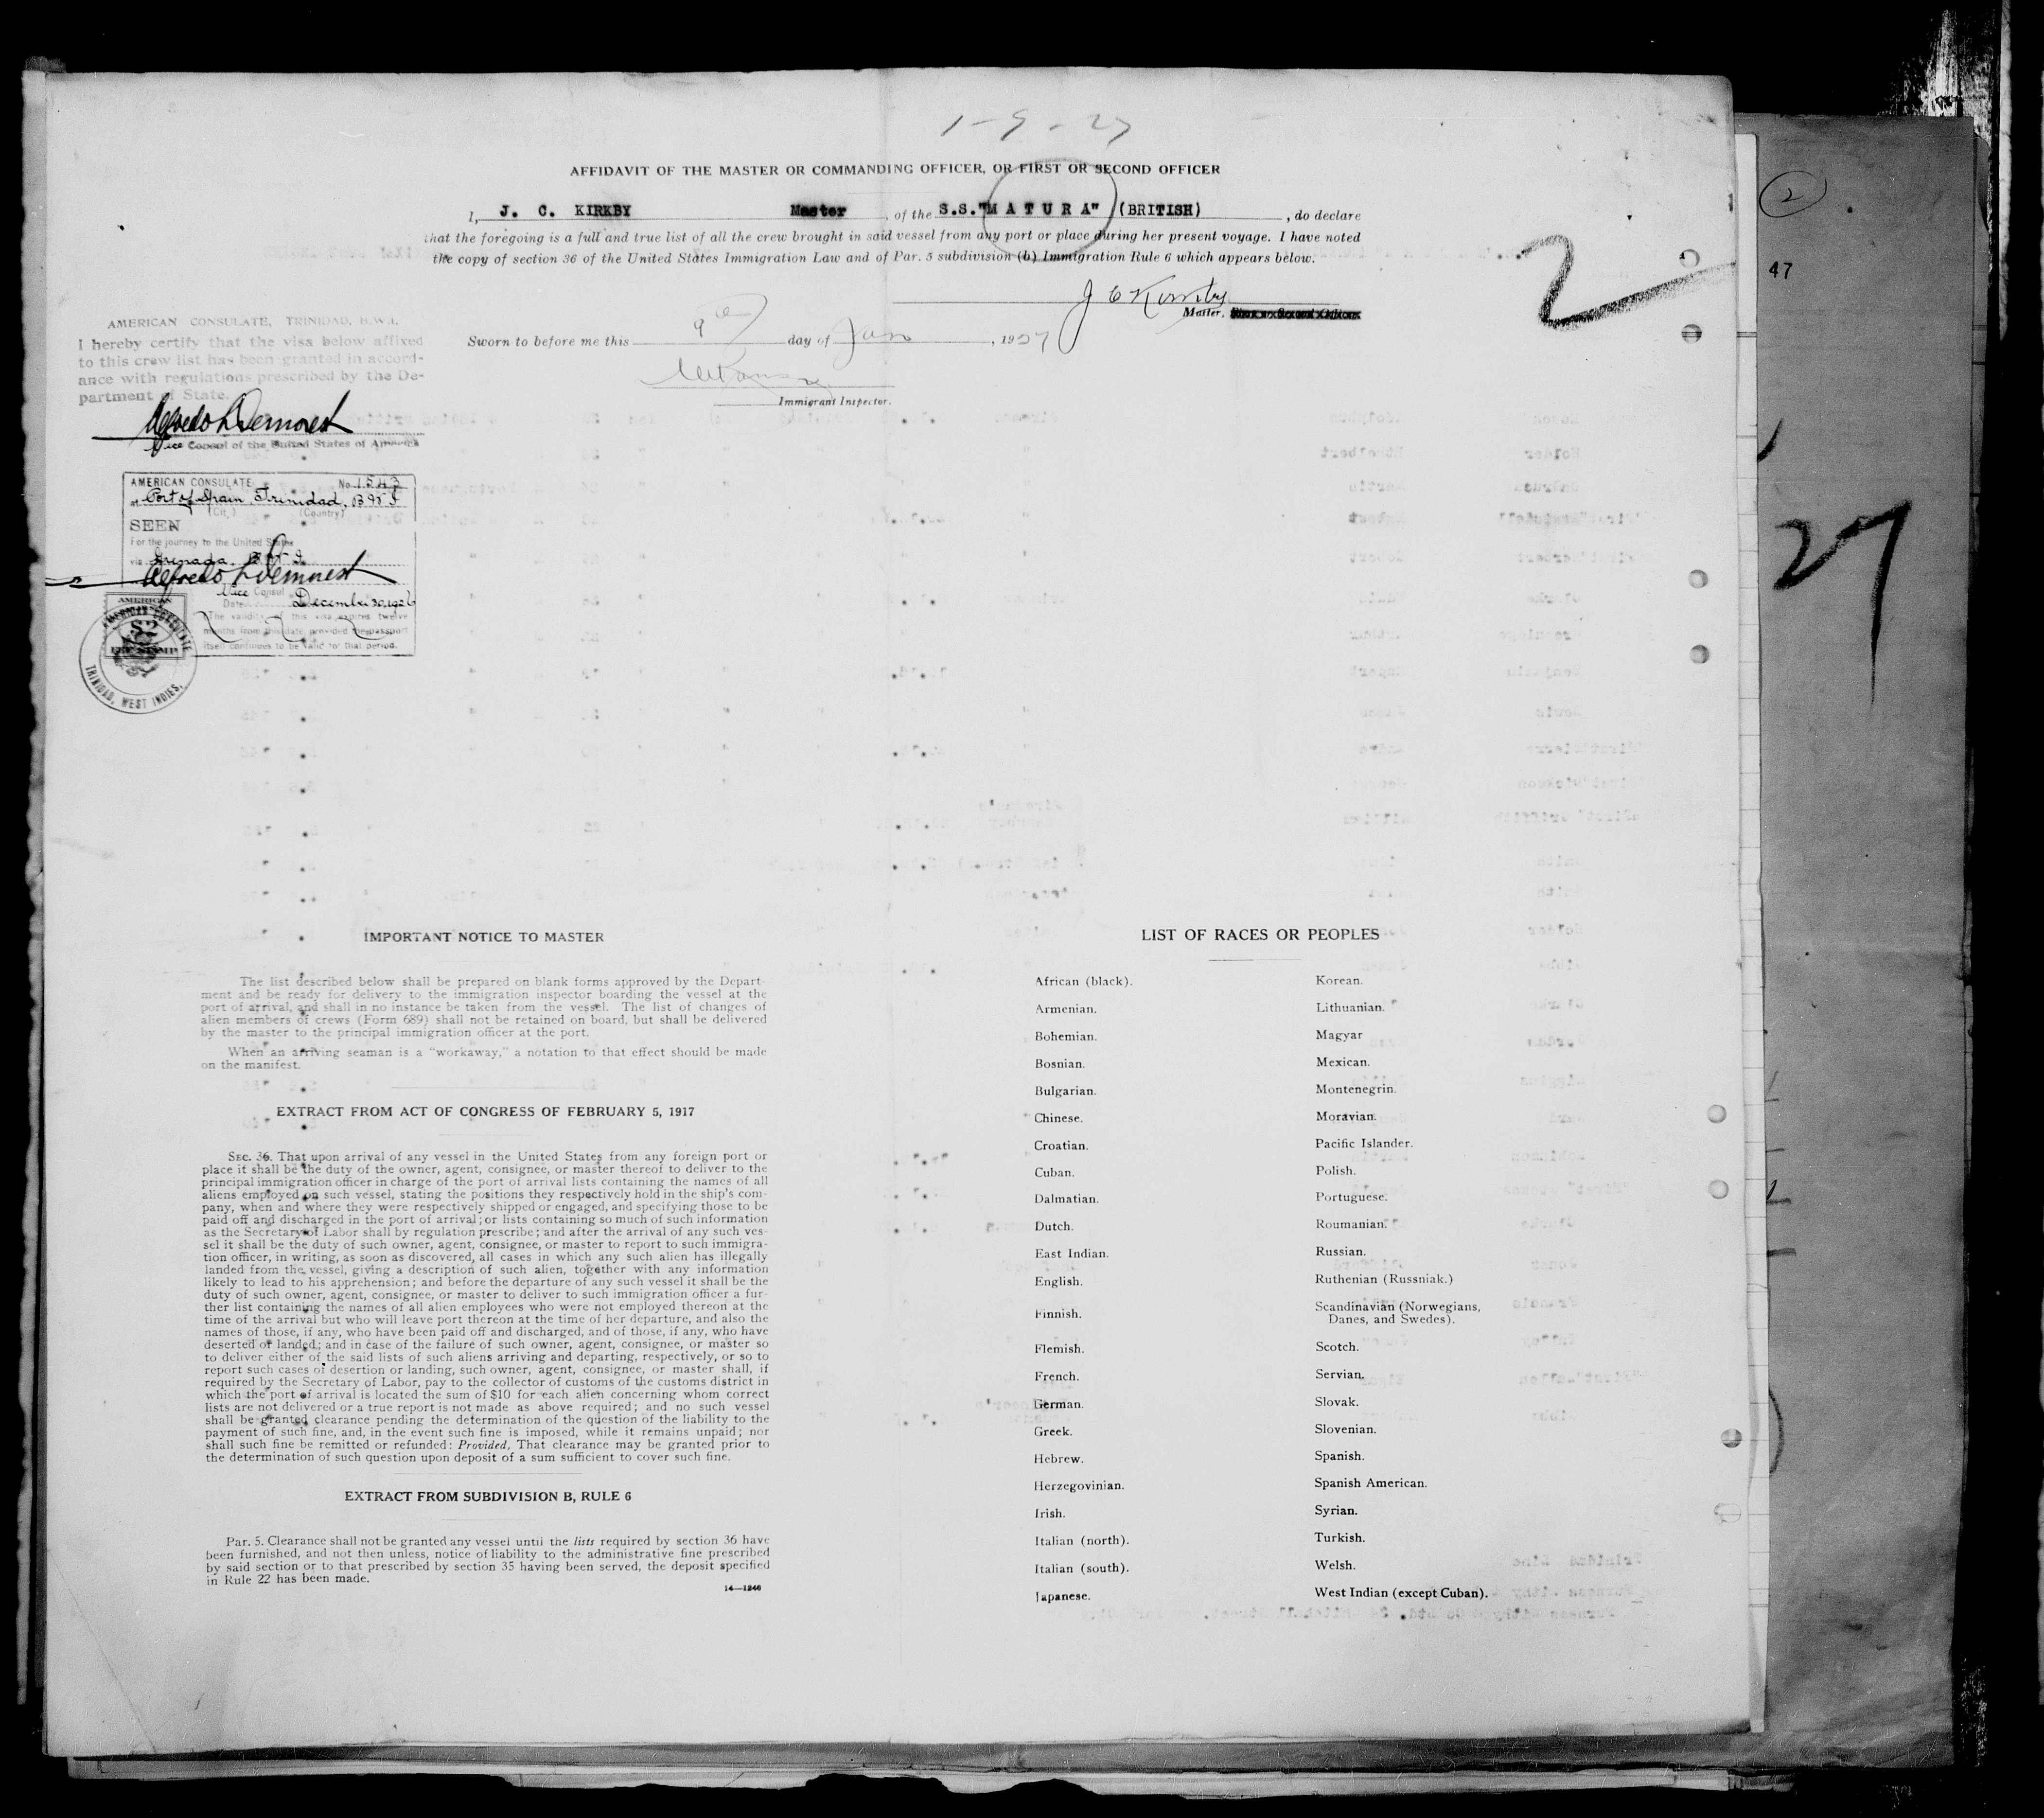 1-9-27
AFFIDAVIT OF THE MASTER OR COMMANDING OFFICER, OR FIRST OR SECOND OFFICER
I, J. C. KIRKBY Master, of the S.S."MATURA" (BRITISH), do declare
that the foregoing is a full and true list of all the crew brought in said vessel from any port or place during her present voyage. I have noted
the copy of section 36 of the United States Immigration Law and of Par. 5 subdivision (b) Immigration Rule 6 which appears below.
J C Kirkby
Master,
Sworn to before me this 9th day of Jan, 1927
Immigrant Inspector.
2
AMERICAN CONSULATE, TRINIDAD, B.W.I.
I hereby certify that the visa below affixed
to this crew list has been granted in accord-
ance with regulations prescribed by the De-
partment of State.
Alfredo L Demorest
Vice Consul of the United States of America
AMERICAN CONSULATE No. 1543
at Port of Spain, Trinidad, B W I
(City) (Country)
SEEN
For the journey to the United States
via Grenada B W I
Alfredo L Demorest
Vice Consul
Date December 30, 1926
The validity of this visa expires twelve
months from this date, provided the passport
itself continues to be valid for that period.
AMERICAN
$2
FEE STAMP
AMERICAN CONSULATE
TRINIDAD, WEST INDIES.
IMPORTANT NOTICE TO MASTER
The list described below shall be prepared on blank forms approved by the Depart-
ment and be ready for delivery to the immigration inspector boarding the vessel at the
port of arrival, and shall in no instance be taken from the vessel. The list of changes of
alien members of crews (Form 689) shall not be retained on board, but shall be delivered
by the master to the principal immigration officer at the port.
When an arriving seaman is a "workaway," a notation to that effect should be made
on the manifest.
EXTRACT FROM ACT OF CONGRESS OF FEBRUARY 5, 1917
SEC. 36. That upon arrival of any vessel in the United States from any foreign port or
place it shall be the duty of the owner, agent, consignee, or master thereof to deliver to the
principal immigration officer in charge of the port of arrival lists containing the names of all
aliens employed on such vessel, stating the positions they respectively hold in the ship's com-
pany, when and where they were respectively shipped or engaged, and specifying those to be
paid off and discharged in the port of arrival; or lists containing so much of such information
as the Secretary of Labor shall by regulation prescribe; and after the arrival of any such ves-
sel it shall be the duty of such owner, agent, consignee, or master to report to such immigra-
tion officer, in writing, as soon as discovered, all cases in which any such alien has illegally
landed from the vessel, giving a description of such alien, together with any information
likely to lead to his apprehension; and before the departure of any such vessel it shall be the
duty of such owner, agent, consignee, or master to deliver to such immigration officer a fur-
ther list containing the names of all alien employees who were not employed thereon at the
time of the arrival but who will leave port thereon at the time of her departure, and also the
names of those, if any, who have been paid off and discharged, and of those, if any, who have
deserted or landed; and in case of the failure of such owner, agent, consignee, or master so
to deliver either of the said lists of such aliens arriving and departing, respectively, or so to
report such cases of desertion or landing, such owner, agent, consignee, or master shall, if
required by the Secretary of Labor, pay to the collector of customs of the customs district in
which the port of arrival is located the sum of $10 for each alien concerning whom correct
lists are not delivered or a true report is not made as above required; and no such vessel
shall be granted clearance pending the determination of the question of the liability to the
payment of such fine, and, in the event such fine is imposed, while it remains unpaid; nor
shall such fine be remitted or refunded: Provided, That clearance may be granted prior to
the determination of such question upon deposit of a sum sufficient to cover such fine.
EXTRACT FROM SUBDIVISION B, RULE 6
Par. 5. Clearance shall not be granted any vessel until the lists required by section 36 have
been furnished, and not then unless, notice of liability to the administrative fine prescribed
by said section or to that prescribed by section 35 having been served, the deposit specified
in Rule 22 has been made.
14—1246
LIST OF RACES OR PEOPLES
African (black).
Armenian.
Bohemian.
Bosnian.
Bulgarian.
Chinese.
Croatian.
Cuban.
Dalmatian.
Dutch.
East Indian.
English.
Finnish.
Flemish.
French.
German.
Greek.
Hebrew.
Herzegovinian.
Irish.
Italian (north).
Italian (south).
Japanese.
Korean.
Lithuanian.
Magyar
Mexican.
Montenegrin.
Moravian.
Pacific Islander.
Polish.
Portuguese.
Roumanian.
Russian.
Ruthenian (Russniak.)
Scandinavian (Norwegians,
Danes, and Swedes).
Scotch.
Servian.
Slovak.
Slovenian.
Spanish.
Spanish American.
Syrian.
Turkish.
Welsh.
West Indian (except Cuban).
2
47
27